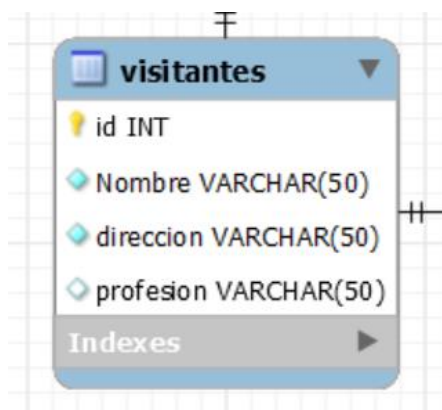 visitantes
id INT
Nombre VARCHAR(50)
direccion VARCHAR(50)
profesion VARCHAR(50)
Indexes